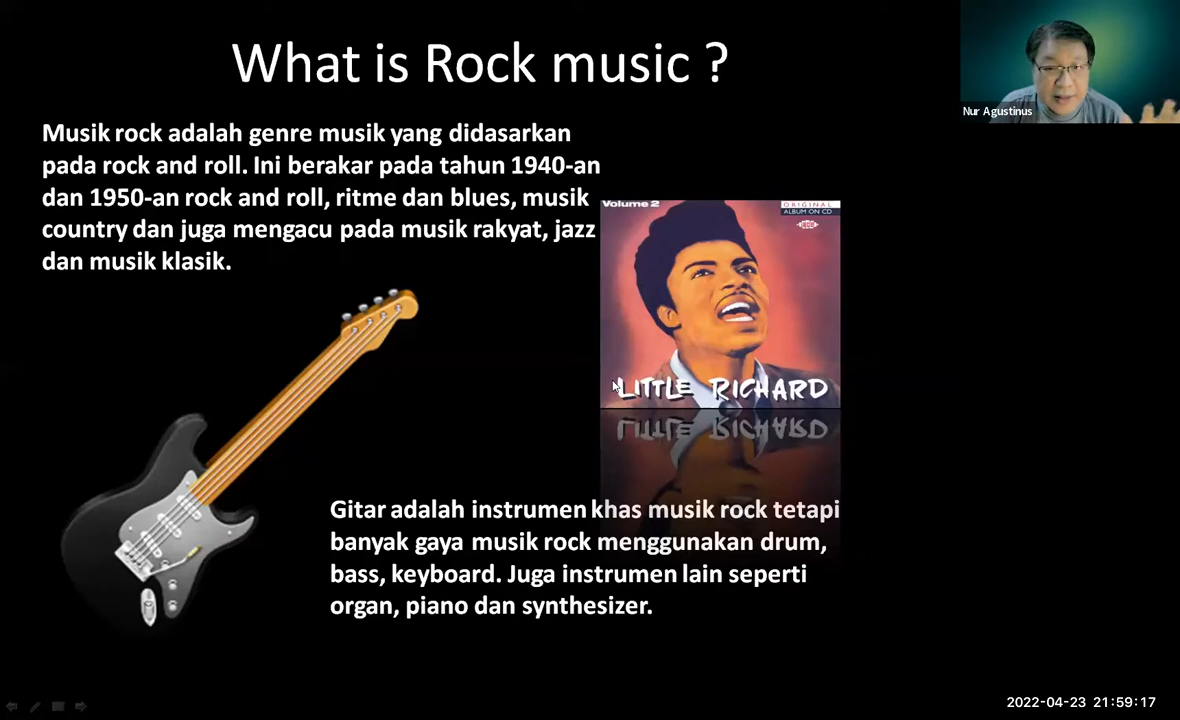 What is Rock music ?
Nur Agustinus
Musik rock adalah genre musik yang didasarkan
pada rock and roll. Ini berakar pada tahun 1940-an
dan 1950-an rock and roll, ritme dan blues, musik
country dan juga mengacu pada musik rakyat, jazz
dan musik klasik.
Volume 2
ORIGINAL
ALBUM ON CD
LITTLE RICHARD
Gitar adalah instrumen khas musik rock tetapi
banyak gaya musik rock menggunakan drum,
bass, keyboard. Juga instrumen lain seperti
organ, piano dan synthesizer.
2022-04-23 21:59:17